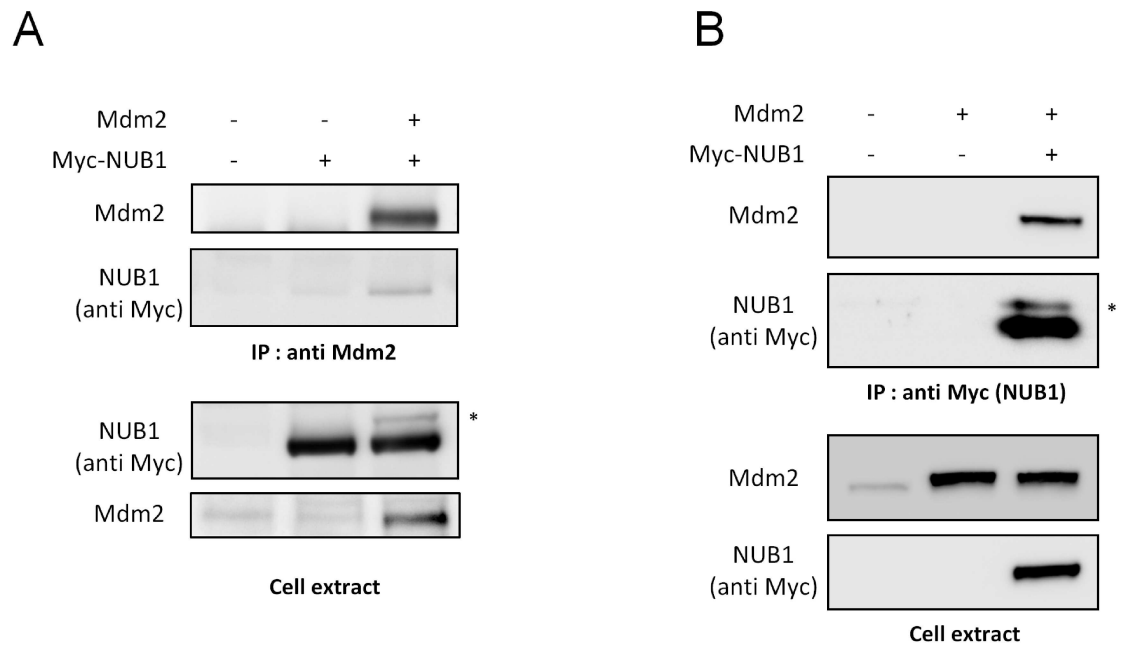 A
Mdm2 - - +
Myc-NUB1 - + +
Mdm2
NUB1
(anti Myc)
IP : anti Mdm2
NUB1
(anti Myc)
*
Mdm2
Cell extract
B
Mdm2 - + +
Myc-NUB1 - - +
Mdm2
NUB1
(anti Myc)
*
IP : anti Myc (NUB1)
Mdm2
NUB1
(anti Myc)
Cell extract